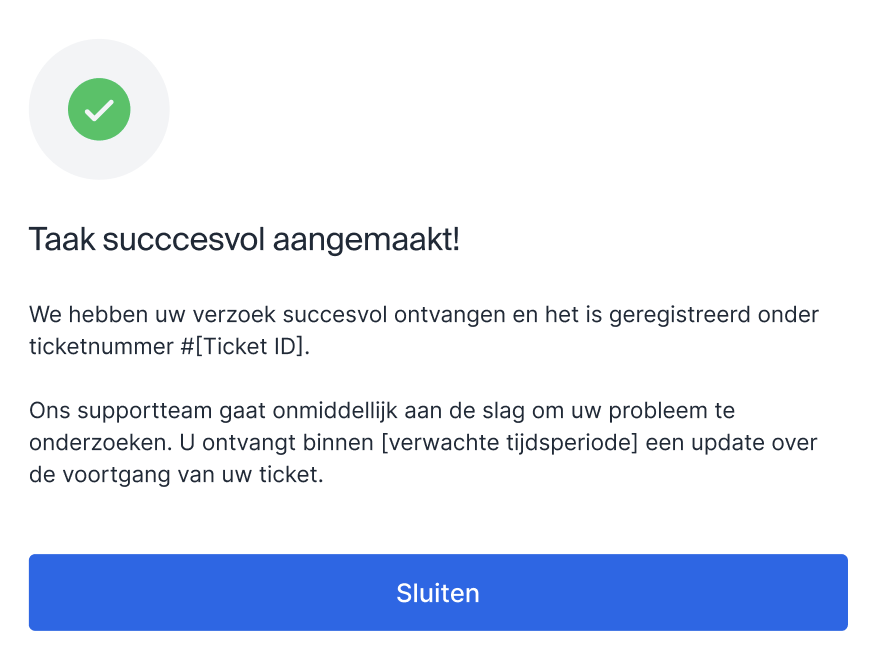 Taak succcesvol aangemaakt!
We hebben uw verzoek succesvol ontvangen en het is geregistreerd onder
ticketnummer #[Ticket ID].
Ons supportteam gaat onmiddellijk aan de slag om uw probleem te
onderzoeken. U ontvangt binnen [verwachte tijdsperiode] een update over
de voortgang van uw ticket.
Sluiten